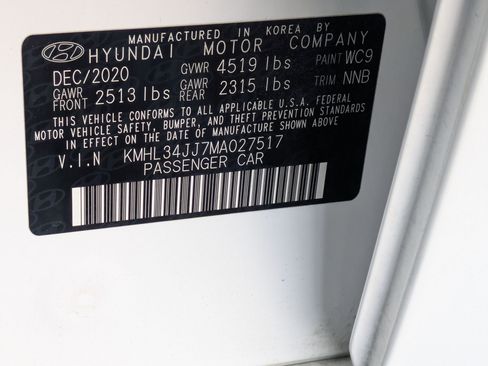 MANUFACTURED IN KOREA BY
HYUNDAI MOTOR COMPANY
DEC/2020 GVWR 4519 lbs PAINT WC9
GAWR FRONT 2513 lbs GAWR REAR 2315 lbs TRIM NNB
THIS VEHICLE CONFORMS TO ALL APPLICABLE U.S.A. FEDERAL
MOTOR VEHICLE SAFETY, BUMPER, AND THEFT PREVENTION STANDARDS
IN EFFECT ON THE DATE OF MANUFACTURE SHOWN ABOVE.
V.I.N KMHL34JJ7MA027517
PASSENGER CAR